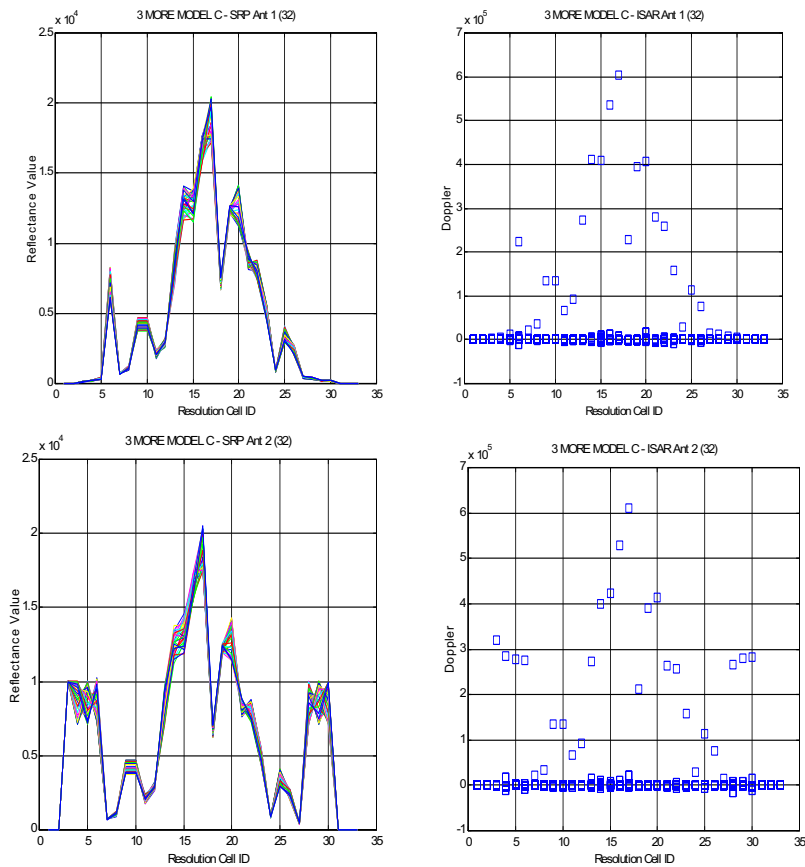 3 MORE MODEL C - SRP Ant 1 (32)
x 10^4
2.5
2
1.5
1
0.5
0
0 5 10 15 20 25 30 35
Reflectance Value
Resolution Cell ID
3 MORE MODEL C - ISAR Ant 1 (32)
x 10^5
7
6
5
4
3
2
1
0
-1
0 5 10 15 20 25 30 35
Doppler
Resolution Cell ID
3 MORE MODEL C - SRP Ant 2 (32)
x 10^4
2.5
2
1.5
1
0.5
0
0 5 10 15 20 25 30 35
Reflectance Value
Resolution Cell ID
3 MORE MODEL C - ISAR Ant 2 (32)
x 10^5
7
6
5
4
3
2
1
0
-1
0 5 10 15 20 25 30 35
Doppler
Resolution Cell ID